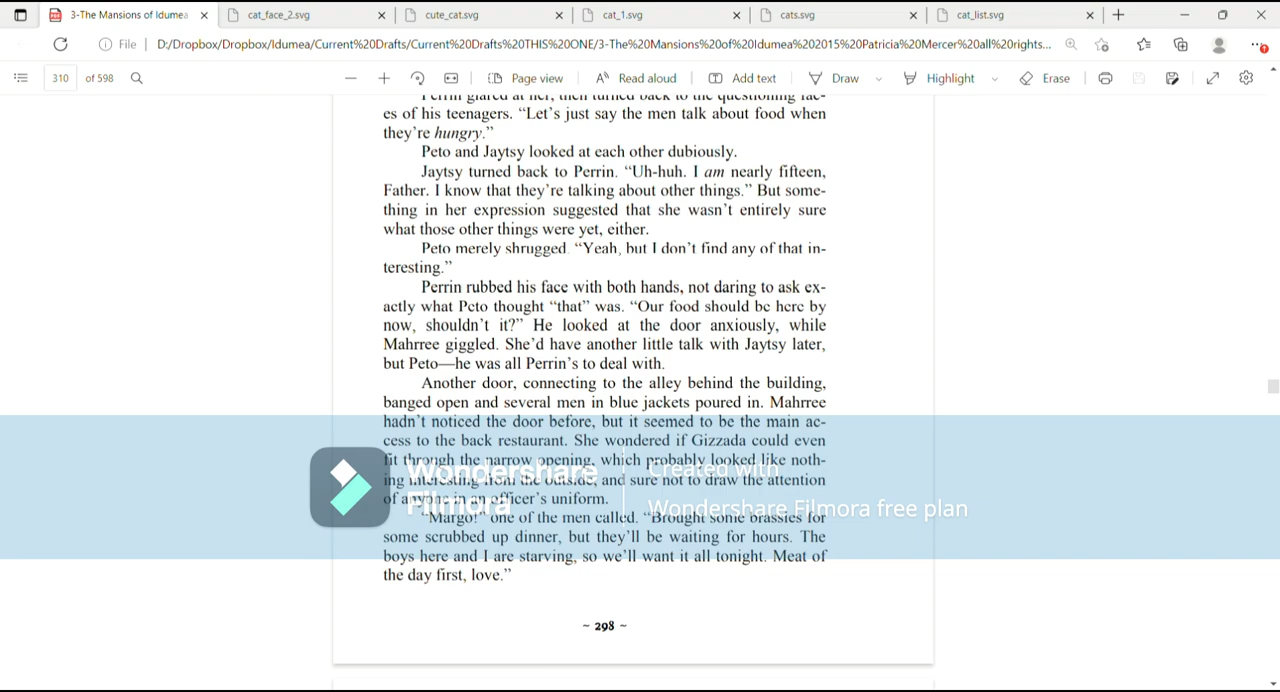 3-The Mansions of Idumea
cat_face_2.svg
cute_cat.svg
cat_1.svg
cats.svg
cat_list.svg
File
D:/Dropbox/Dropbox/Idumea/Current%20Drafts/Current%20Drafts%20THIS%20ONE/3-The%20Mansions%20of%20Idumea%202015%20Patricia%20Mercer%20all%20rights...
310 of 598
Page view
Read aloud
Add text
Draw
Highlight
Erase
Perrin glared at her, then turned back to the questioning fac-
es of his teenagers. “Let’s just say the men talk about food when
they’re hungry.”
Peto and Jaytsy looked at each other dubiously.
Jaytsy turned back to Perrin. “Uh-huh. I am nearly fifteen,
Father. I know that they’re talking about other things.” But some-
thing in her expression suggested that she wasn’t entirely sure
what those other things were yet, either.
Peto merely shrugged. “Yeah, but I don’t find any of that in-
teresting.”
Perrin rubbed his face with both hands, not daring to ask ex-
actly what Peto thought “that” was. “Our food should be here by
now, shouldn’t it?” He looked at the door anxiously, while
Mahrree giggled. She’d have another little talk with Jaytsy later,
but Peto—he was all Perrin’s to deal with.
Another door, connecting to the alley behind the building,
banged open and several men in blue jackets poured in. Mahrree
hadn’t noticed the door before, but it seemed to be the main ac-
cess to the back restaurant. She wondered if Gizzada could even
fit through the narrow opening, which probably looked like noth-
ing interesting from the outside, and sure not to draw the attention
of anyone in an officer’s uniform.
“Margo!” one of the men called. “Brought some brassies for
some scrubbed up dinner, but they’ll be waiting for hours. The
boys here and I are starving, so we’ll want it all tonight. Meat of
the day first, love.”
~ 298 ~
Wondershare
Filmora
Created with
Wondershare Filmora free plan